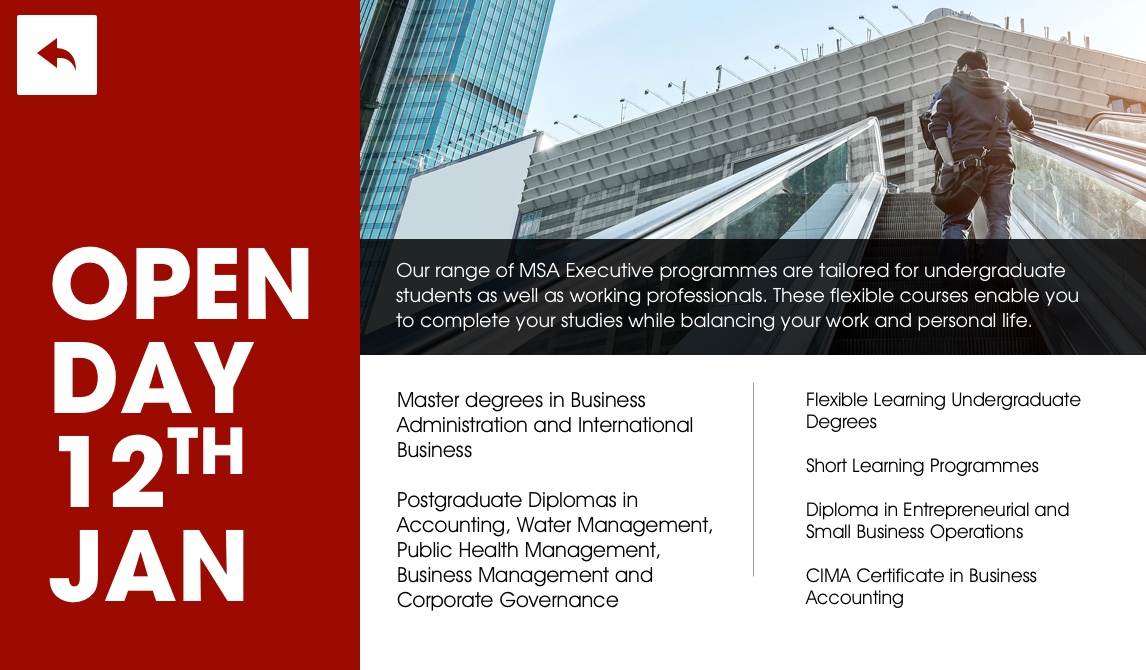 OPEN
DAY
12TH
JAN
Our range of MSA Executive programmes are tailored for undergraduate
students as well as working professionals. These flexible courses enable you
to complete your studies while balancing your work and personal life.
Master degrees in Business
Administration and International
Business
Postgraduate Diplomas in
Accounting, Water Management,
Public Health Management,
Business Management and
Corporate Governance
Flexible Learning Undergraduate
Degrees
Short Learning Programmes
Diploma in Entrepreneurial and
Small Business Operations
CIMA Certificate in Business
Accounting